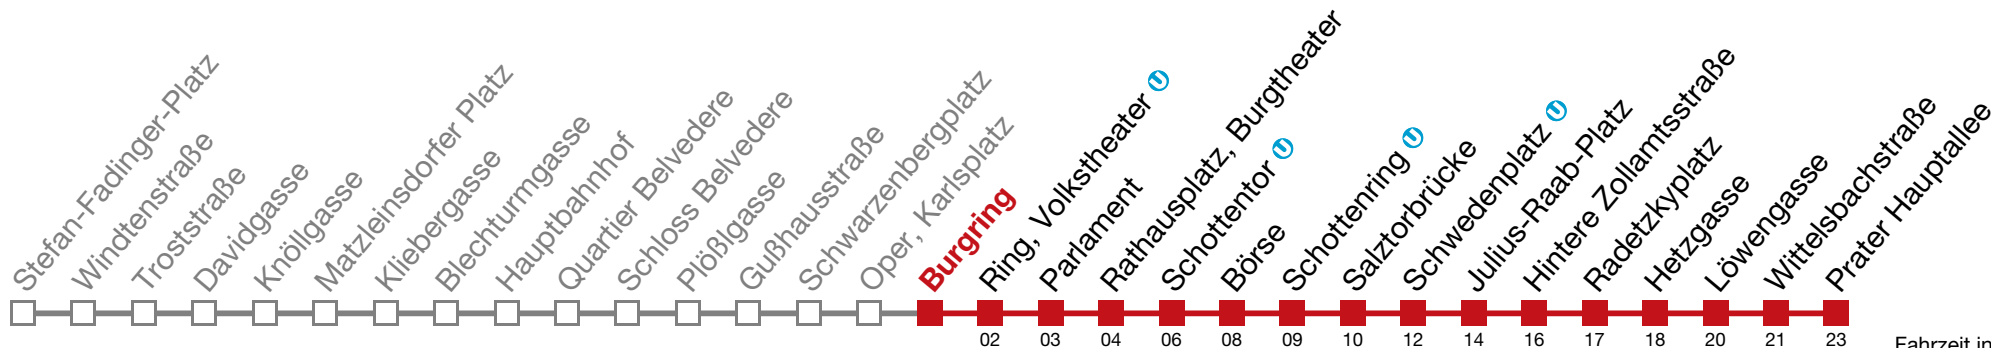 Stefan-Fadinger-Platz
Windtenstraße
Troststraße
Davidgasse
Knöllgasse
Matzleinsdorfer Platz
Kliebergasse
Blechturmgasse
Hauptbahnhof
Quartier Belvedere
Schloss Belvedere
Plößlgasse
Gußhausstraße
Schwarzenbergplatz
Oper, Karlsplatz
Burgring
Ring, Volkstheater U
Parlament
Rathausplatz, Burgtheater
Schottentor U
Börse
Schottenring U
Salztorbrücke
Schwedenplatz U
Julius-Raab-Platz
Hintere Zollamtsstraße
Radetzkyplatz
Hetzgasse
Löwengasse
Wittelsbachstraße
Prater Hauptallee
02 03 04 06 08 09 10 12 14 16 17 18 20 21 23
Fahrzeit in